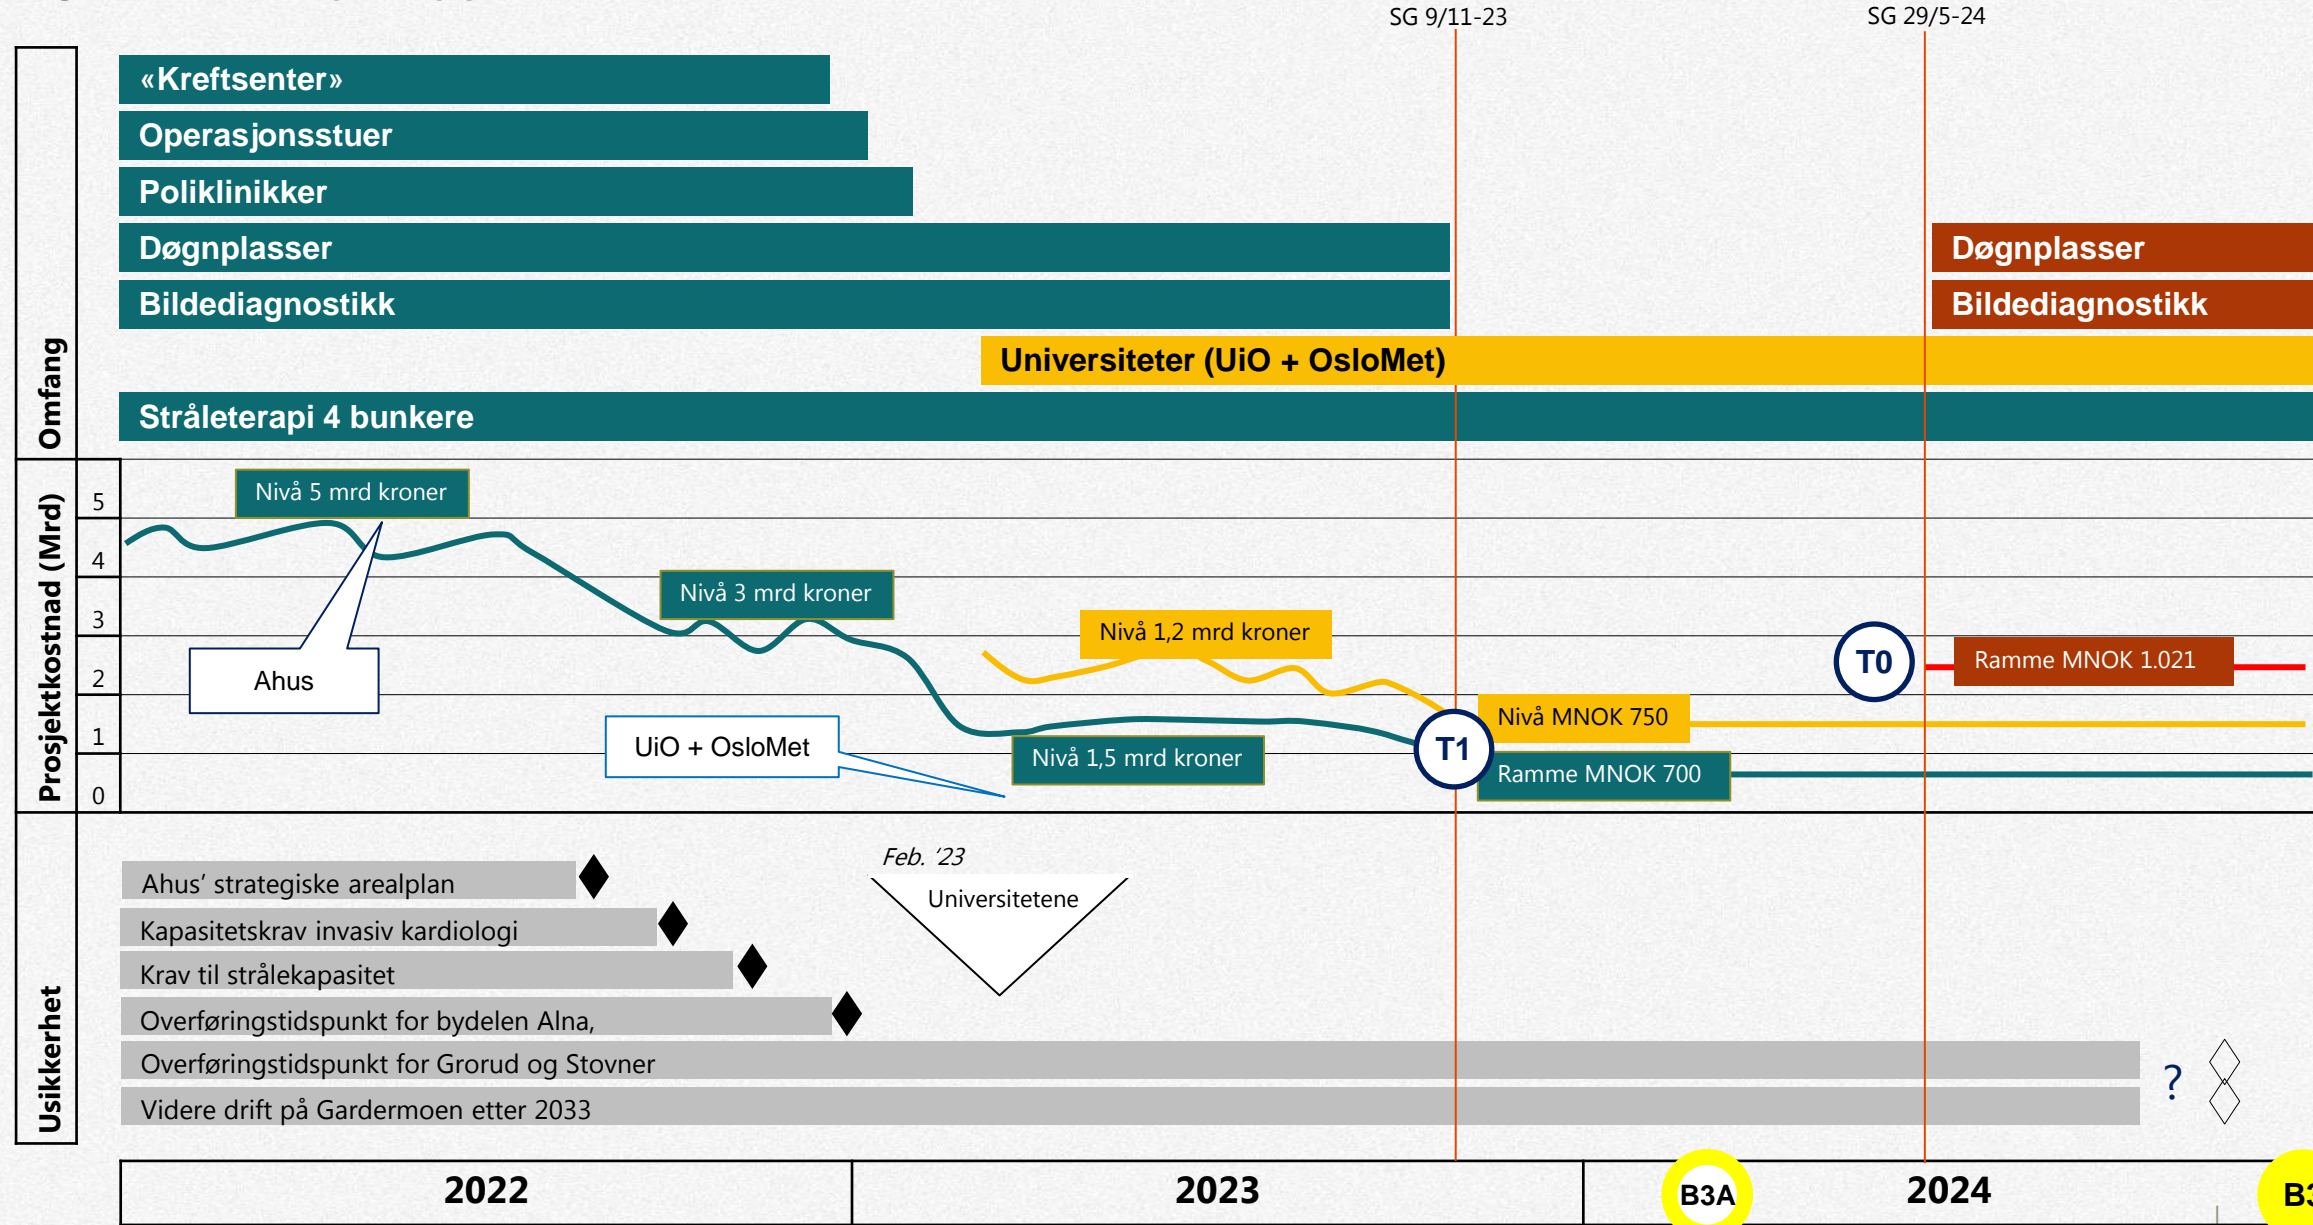 SG 9/11-23
SG 29/5-24
Omfang
«Kreftsenter»
Operasjonsstuer
Poliklinikker
Døgnplasser
Døgnplasser
Bildediagnostikk
Bildediagnostikk
Universiteter (UiO + OsloMet)
Stråleterapi 4 bunkere
Prosjektkostnad (Mrd)
5
4
3
2
1
0
Nivå 5 mrd kroner
Nivå 3 mrd kroner
Nivå 1,2 mrd kroner
Ahus
T0
Ramme MNOK 1.021
UiO + OsloMet
Nivå 1,5 mrd kroner
T1
Nivå MNOK 750
Ramme MNOK 700
Usikkerhet
Feb. '23
Universitetene
Ahus’ strategiske arealplan
Kapasitetskrav invasiv kardiologi
Krav til strålekapasitet
Overføringstidspunkt for bydelen Alna,
Overføringstidspunkt for Grorud og Stovner
Videre drift på Gardermoen etter 2033
?
2022
2023
B3A
2024